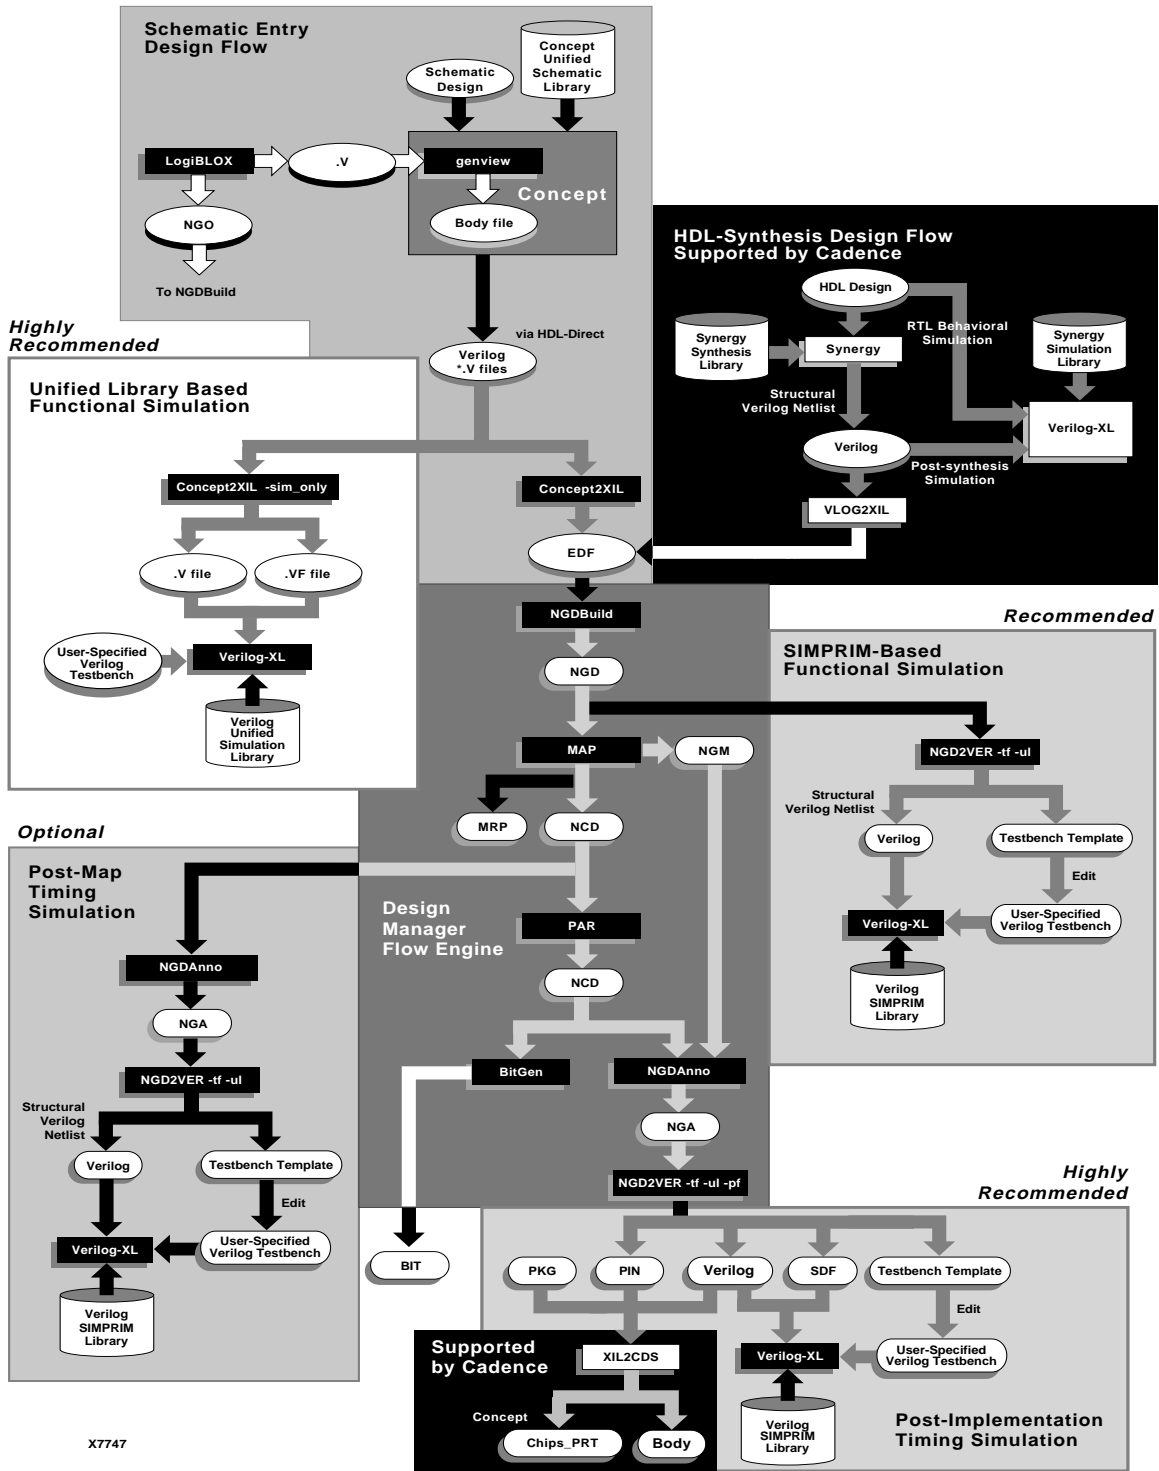 Schematic Entry
Design Flow
Concept
Unified
Schematic
Library
Schematic
Design
LogiBLOX
.V
genview
Concept
NGO
Body file
To NGDBuild
via HDL-Direct
Verilog
*.V files
HDL-Synthesis Design Flow
Supported by Cadence
HDL Design
RTL Behavioral
Simulation
Synergy
Synthesis
Library
Synergy
Synergy
Simulation
Library
Structural
Verilog Netlist
Verilog-XL
Verilog
Post-synthesis
Simulation
VLOG2XIL
Highly
Recommended
Unified Library Based
Functional Simulation
Concept2XIL -sim_only
.V file
.VF file
User-Specified
Verilog
Testbench
Verilog-XL
Verilog
Unified
Simulation
Library
Concept2XIL
EDF
NGDBuild
NGD
MAP
NGM
MRP
NCD
Design
Manager
Flow Engine
PAR
NCD
BitGen
NGDAnno
NGA
NGD2VER -tf -ul -pf
BIT
Recommended
SIMPRIM-Based
Functional Simulation
NGD2VER -tf -ul
Structural
Verilog Netlist
Verilog
Testbench Template
Edit
Verilog-XL
User-Specified
Verilog Testbench
Verilog
SIMPRIM
Library
Optional
Post-Map
Timing
Simulation
NGDAnno
NGA
NGD2VER -tf -ul
Structural
Verilog
Netlist
Verilog
Testbench Template
Edit
Verilog-XL
User-Specified
Verilog Testbench
Verilog
SIMPRIM
Library
Highly
Recommended
PKG
PIN
Verilog
SDF
Testbench Template
Edit
Supported
by Cadence
XIL2CDS
Verilog-XL
User-Specified
Verilog Testbench
Concept
Chips_PRT
Body
Verilog
SIMPRIM
Library
Post-Implementation
Timing Simulation
X7747